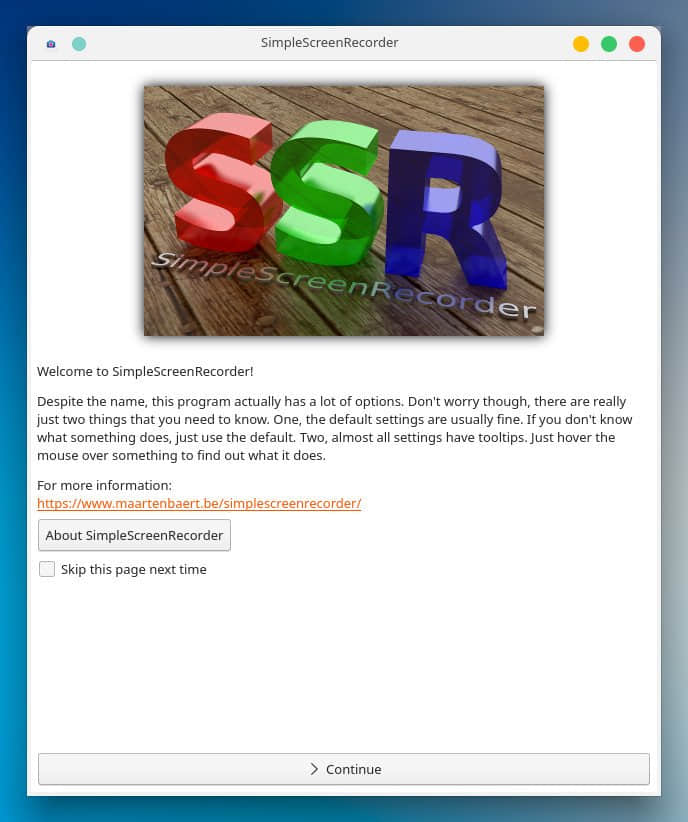 SimpleScreenRecorder
SSR
SimpleScreenRecorder
Welcome to SimpleScreenRecorder!
Despite the name, this program actually has a lot of options. Don't worry though, there are really
just two things that you need to know. One, the default settings are usually fine. If you don't know
what something does, just use the default. Two, almost all settings have tooltips. Just hover the
mouse over something to find out what it does.
For more information:
https://www.maartenbaert.be/simplescreenrecorder/
About SimpleScreenRecorder
Skip this page next time
Continue